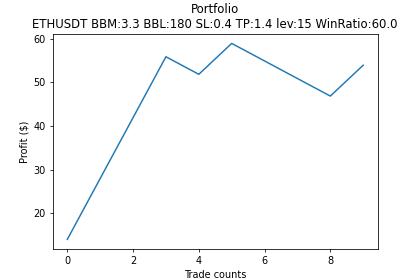 Portfolio
ETHUSDT BBM:3.3 BBL:180 SL:0.4 TP:1.4 lev:15 WinRatio:60.0
60
50
40
30
20
Profit ($)
0 2 4 6 8
Trade counts